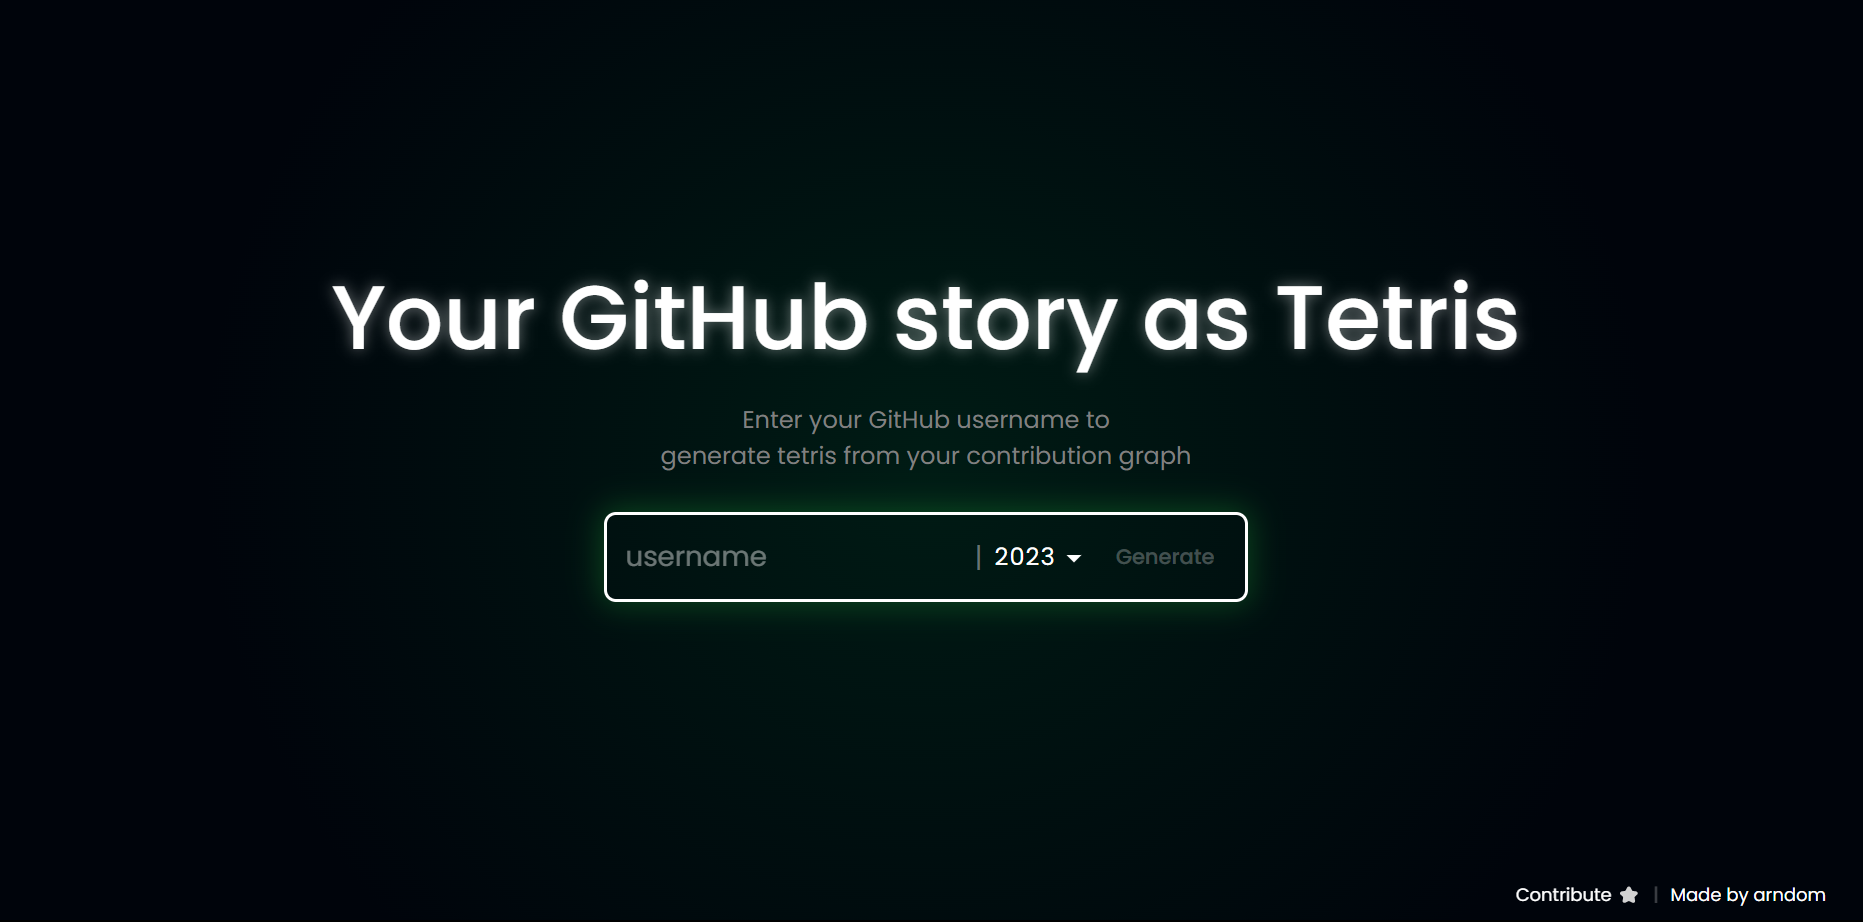 Your GitHub story as Tetris
Enter your GitHub username to
generate tetris from your contribution graph
username | 2023 Generate
Contribute | Made by arndom